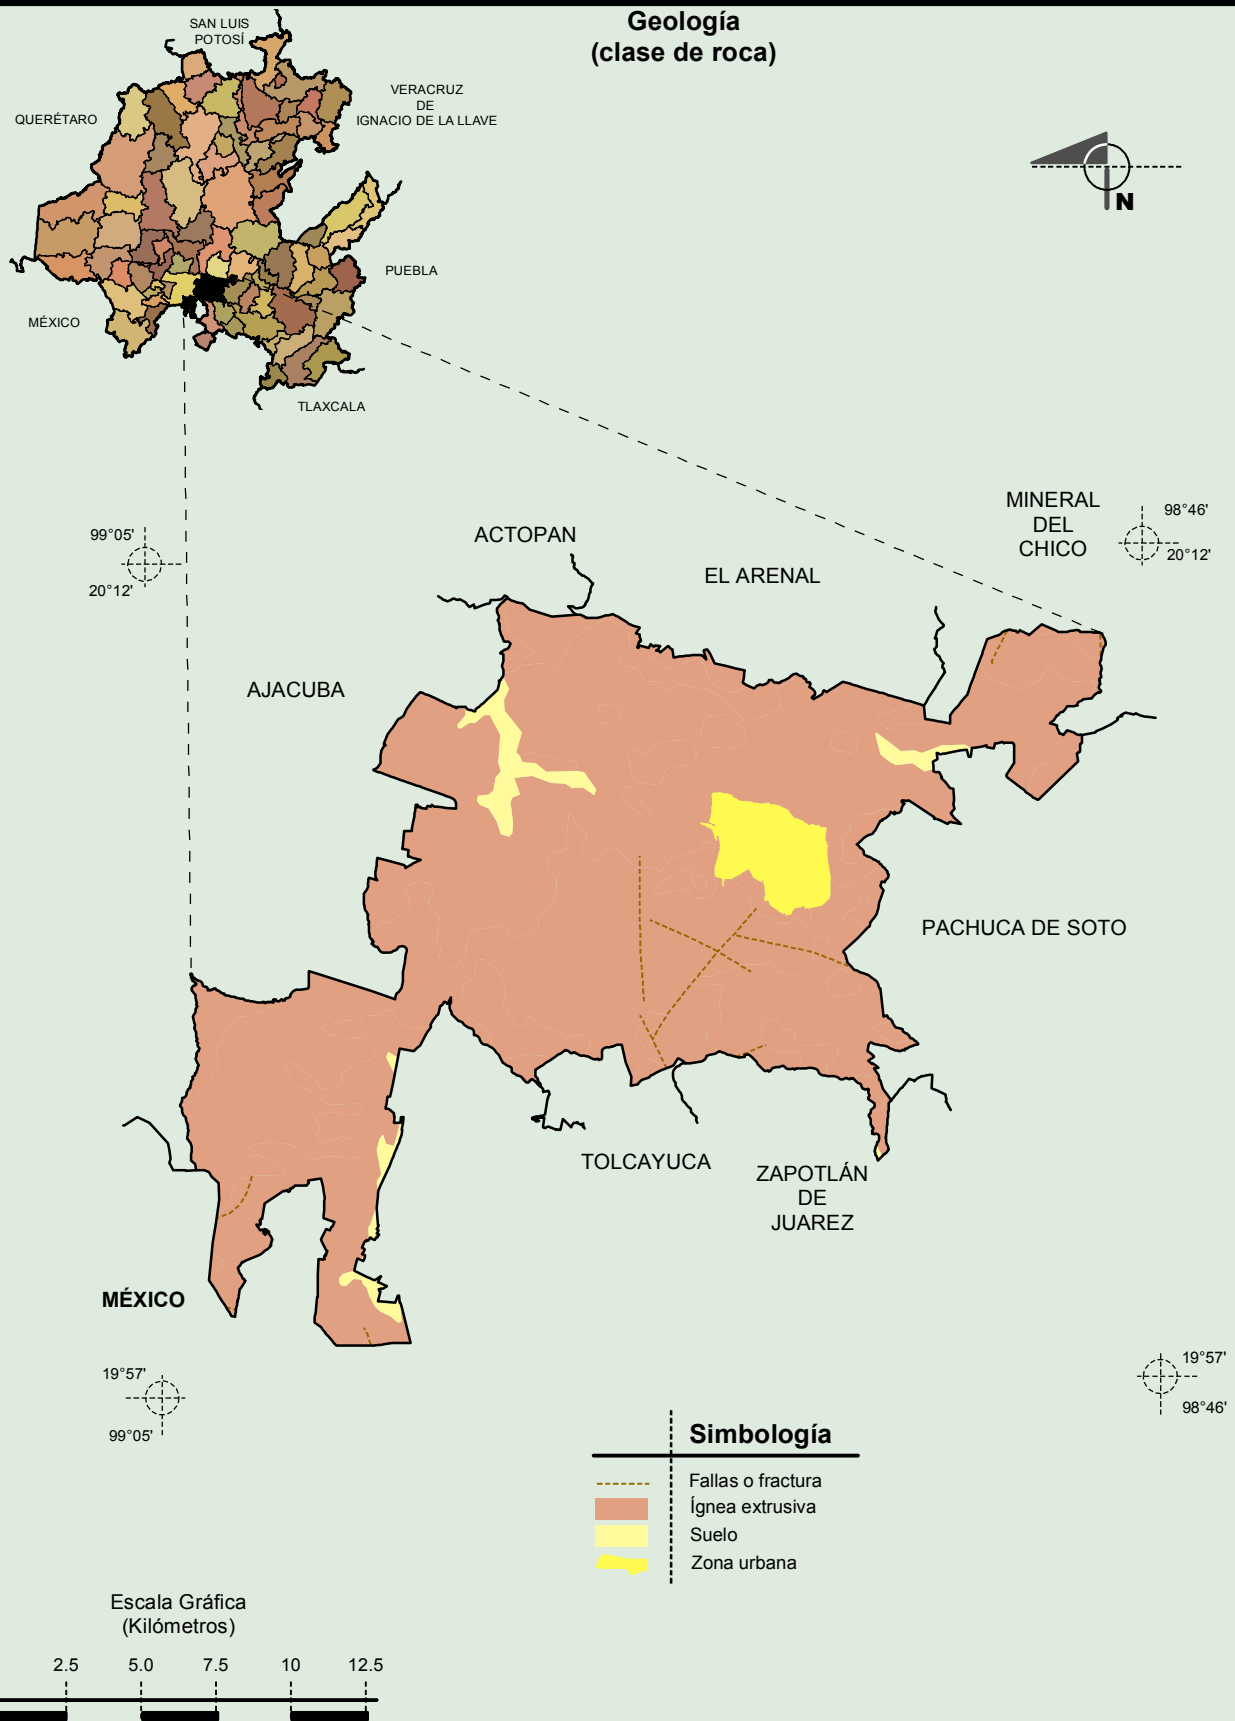 Geología
(clase de roca)
SAN LUIS
POTOSÍ
VERACRUZ
DE
IGNACIO DE LA LLAVE
QUERÉTARO
N
PUEBLA
MÉXICO
TLAXCALA
MINERAL
DEL
CHICO
98°46'
20°12'
99°05'
20°12'
ACTOPAN
EL ARENAL
AJACUBA
PACHUCA DE SOTO
TOLCAYUCA
ZAPOTLÁN
DE
JUAREZ
MÉXICO
19°57'
99°05'
19°57'
98°46'
Simbología
Fallas o fractura
Ígnea extrusiva
Suelo
Zona urbana
Escala Gráfica
(Kilómetros)
2.5 5.0 7.5 10 12.5